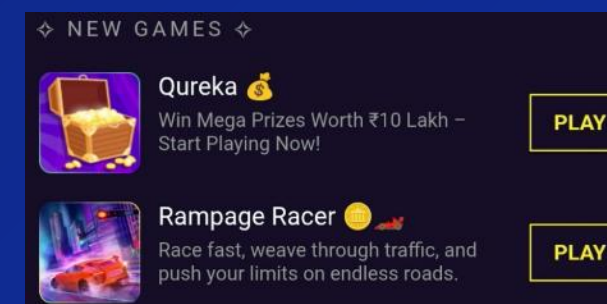 ✧ NEW GAMES ✧
Qureka 💰
Win Mega Prizes Worth ₹10 Lakh –
Start Playing Now!
PLAY
Rampage Racer 🪙🏎️
Race fast, weave through traffic, and
push your limits on endless roads.
PLAY